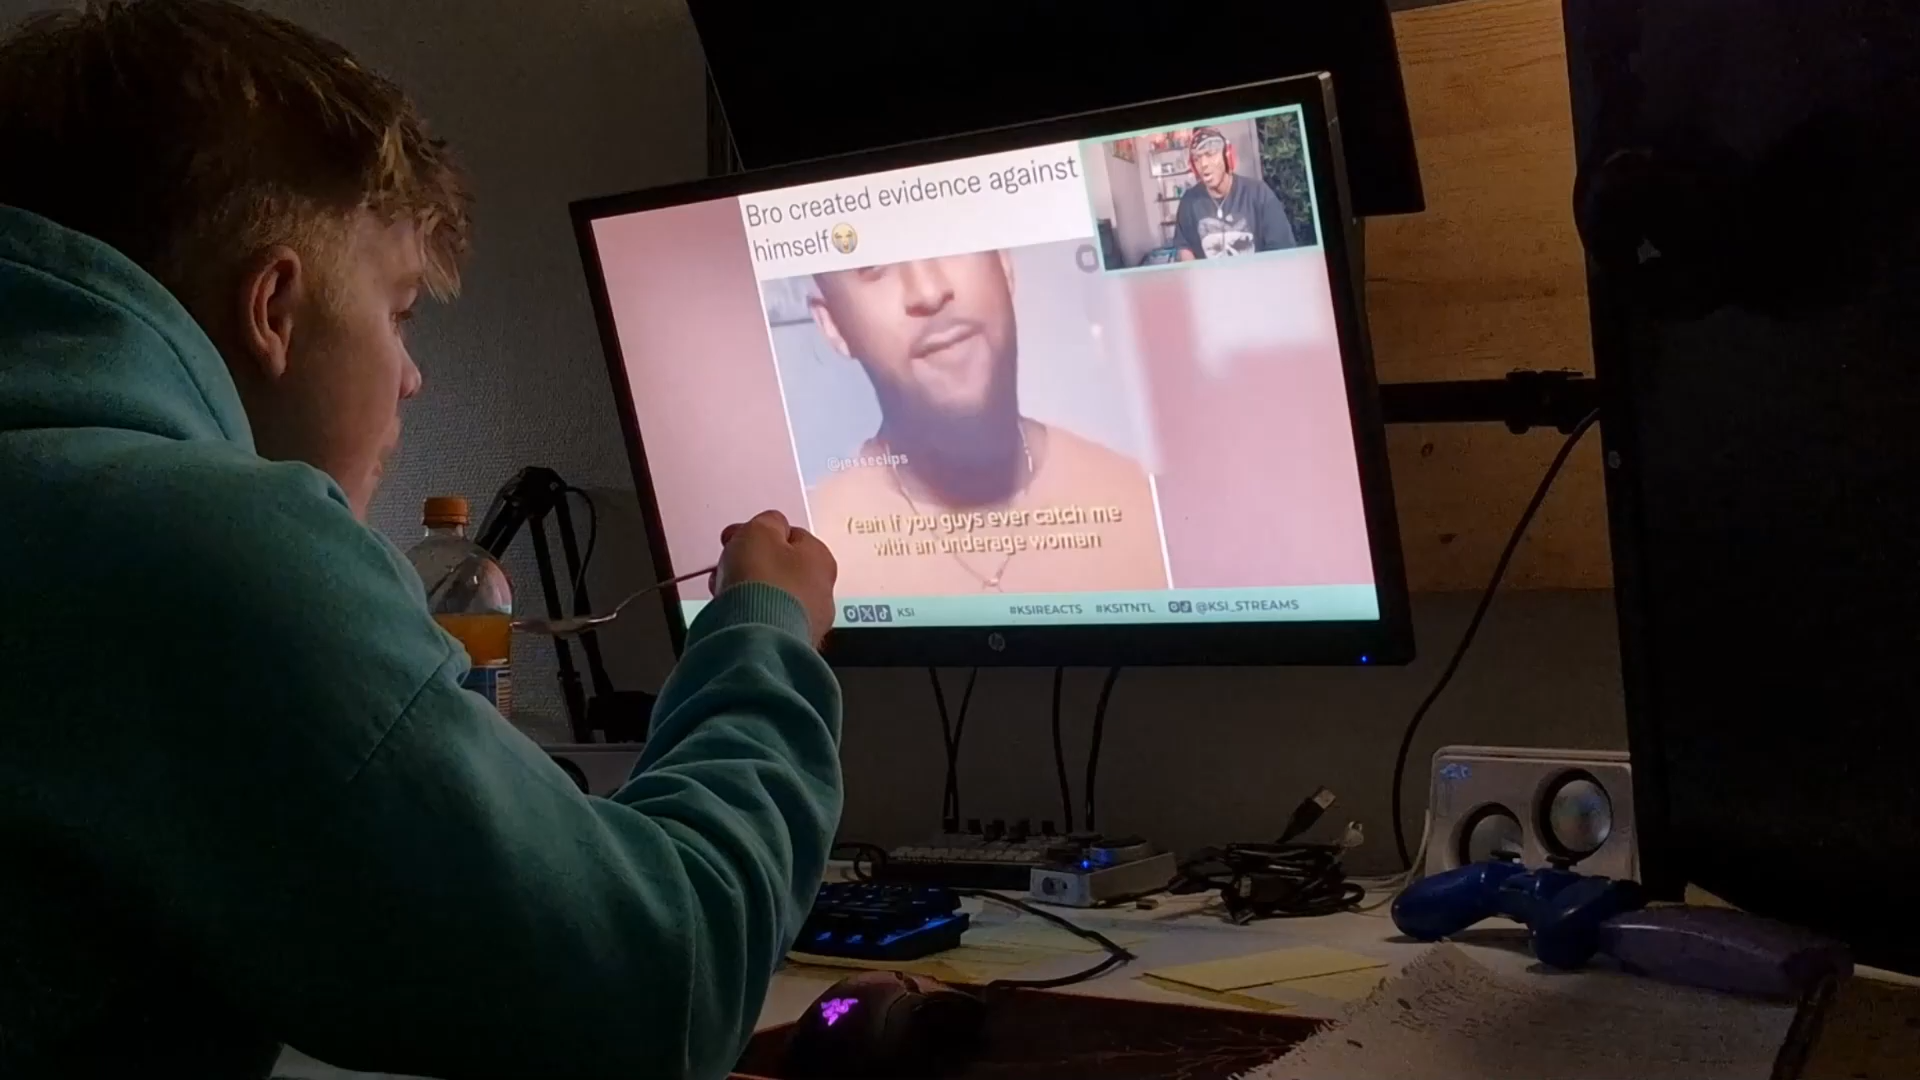 Bro created evidence against
himself😭
@jesseclips
Yeah if you guys ever catch me
with an underage woman
KSI #KSIREACTS #KSITNTL @KSI_STREAMS
hp